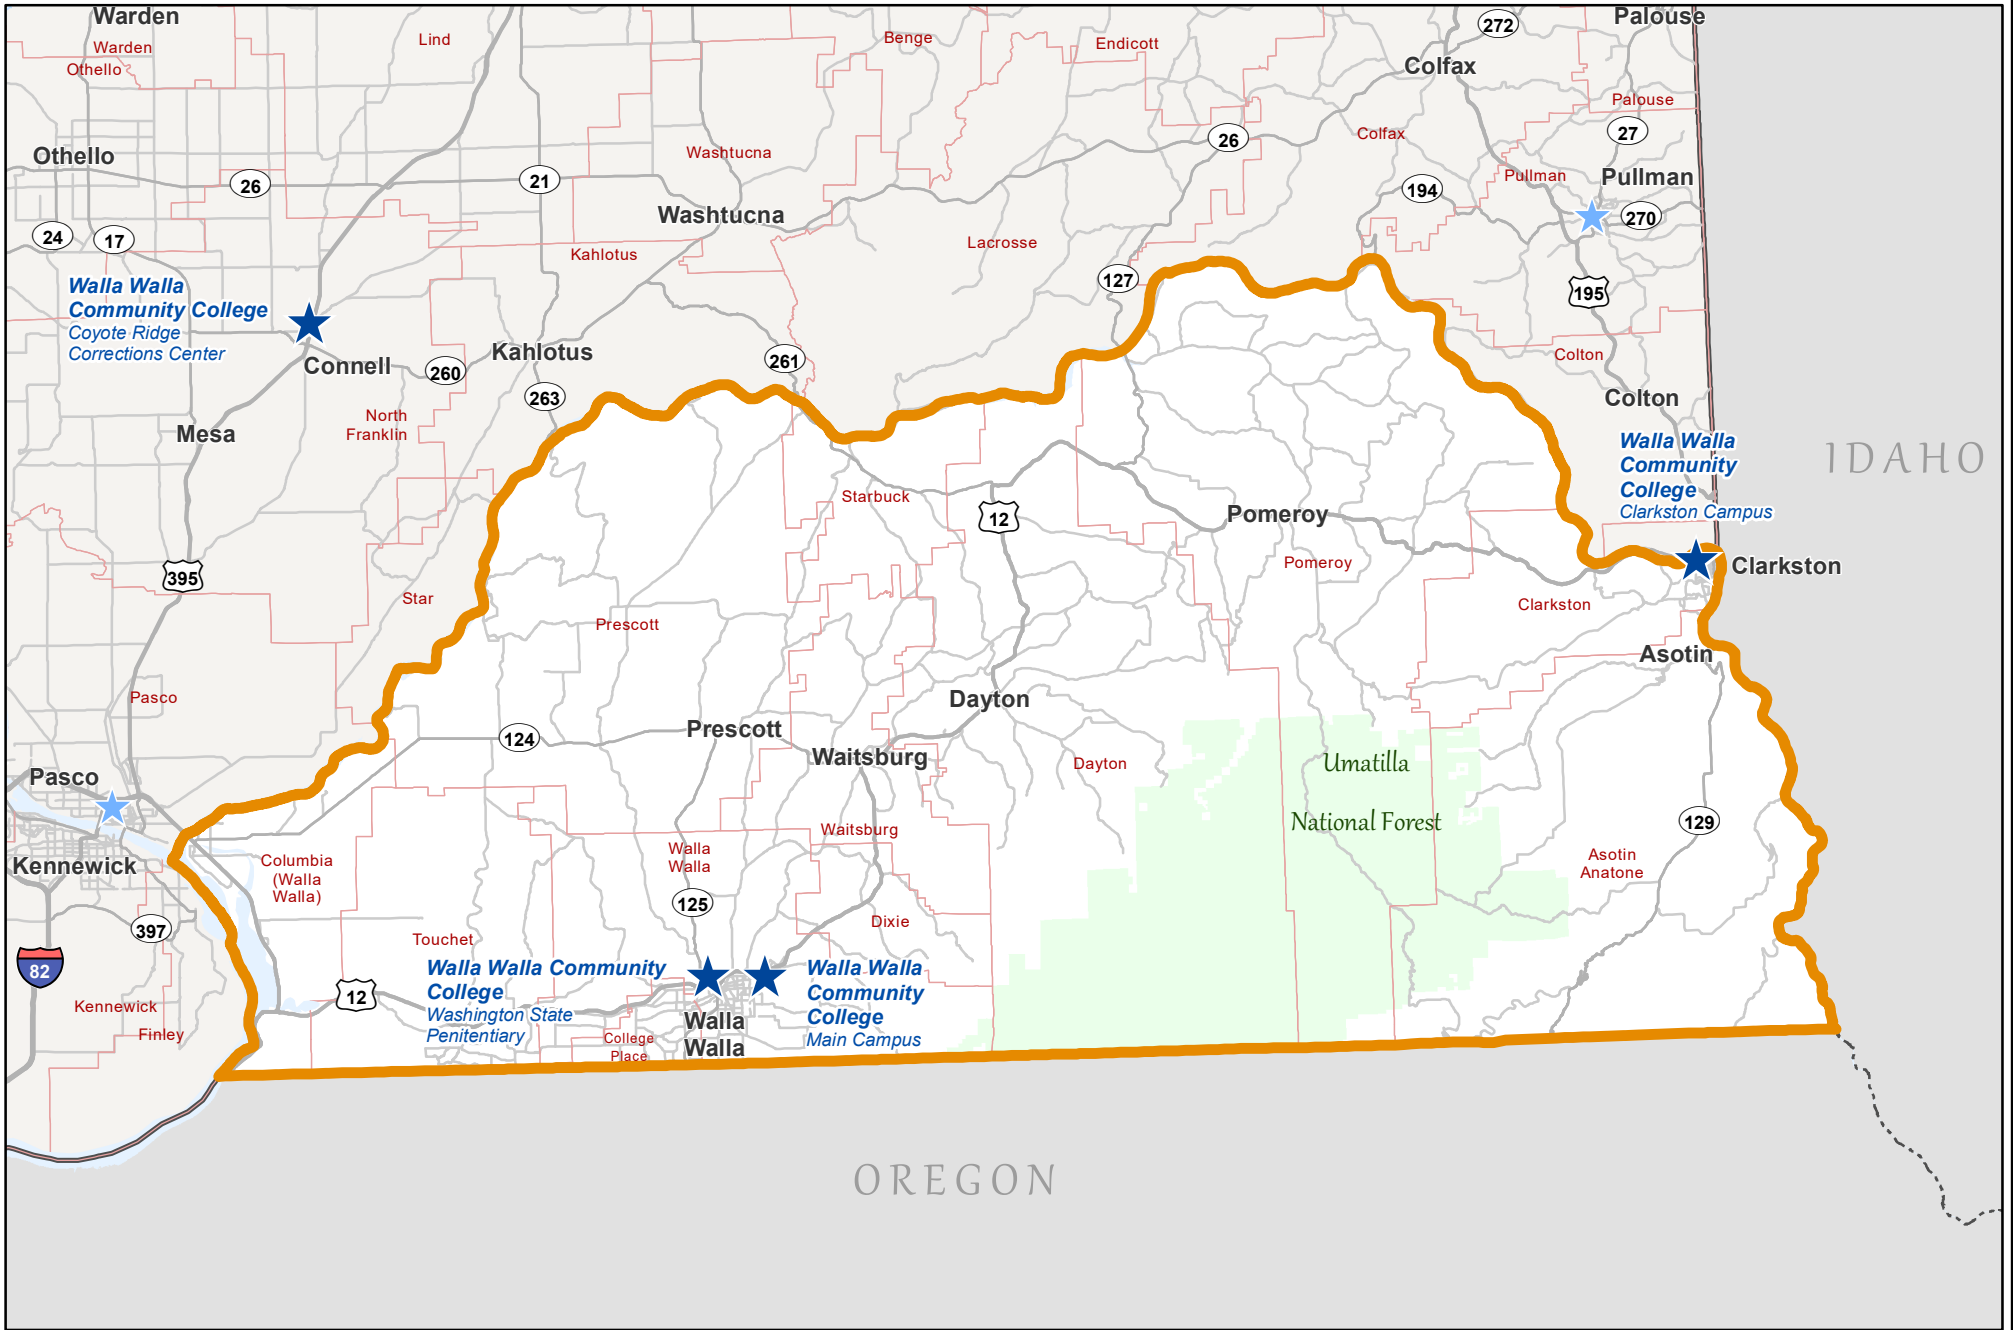 Warden
Palouse
272
Lind
Benge
Endicott
Warden
Othello
Colfax
Palouse
27
Colfax
26
Washtucna
Othello
Pullman
Pullman
26
21
194
Washtucna
270
24
17
Lacrosse
Kahlotus
127
195
Walla Walla
Community College
Coyote Ridge
Corrections Center
Connell
Kahlotus
260
261
263
Colton
Colton
North
Franklin
Mesa
Walla Walla
Community
College
Clarkston Campus
IDAHO
Starbuck
12
Pomeroy
Pomeroy
395
Clarkston
Star
Clarkston
Prescott
Asotin
Pasco
Dayton
124
Prescott
Waitsburg
Dayton
Umatilla
National Forest
Pasco
129
Waitsburg
Kennewick
Columbia
(Walla
Walla)
Walla
Walla
Asotin
Anatone
125
Dixie
397
Touchet
82
Walla Walla Community
College
Washington State
Penitentiary
Walla Walla
Community
College
Main Campus
12
Kennewick
Finley
Walla
Walla
College
Place
OREGON